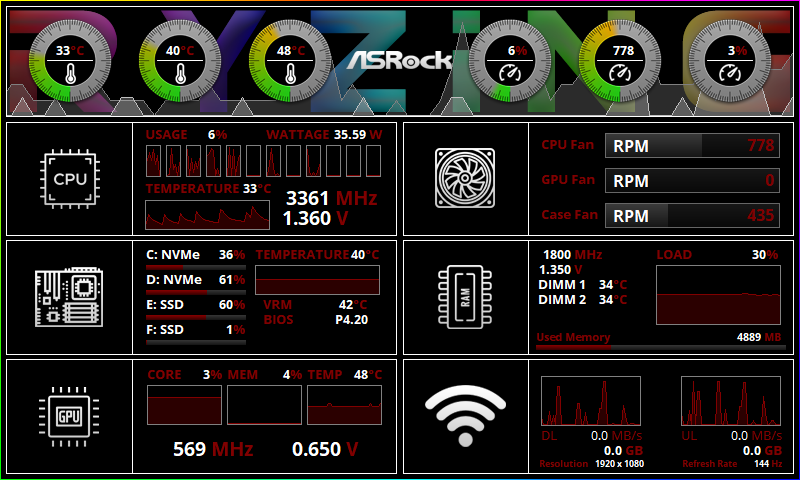 RYZING
33°C
40°C
48°C
ASRock
6%
778
3%
CPU
USAGE 6% WATTAGE 35.59 W
TEMPERATURE 33°C
3361 MHz
1.360 V
CPU Fan RPM 778
GPU Fan RPM 0
Case Fan RPM 435
C: NVMe 36%
D: NVMe 61%
E: SSD 60%
F: SSD 1%
TEMPERATURE 40°C
VRM 42°C
BIOS P4.20
RAM
1800 MHz
1.350 V
DIMM 1 34°C
DIMM 2 34°C
LOAD 30%
Used Memory 4889 MB
GPU
CORE 3% MEM 4% TEMP 48°C
569 MHz 0.650 V
DL 0.0 MB/s
0.0 GB
UL 0.0 MB/s
0.0 GB
Resolution 1920 x 1080 Refresh Rate 144 Hz